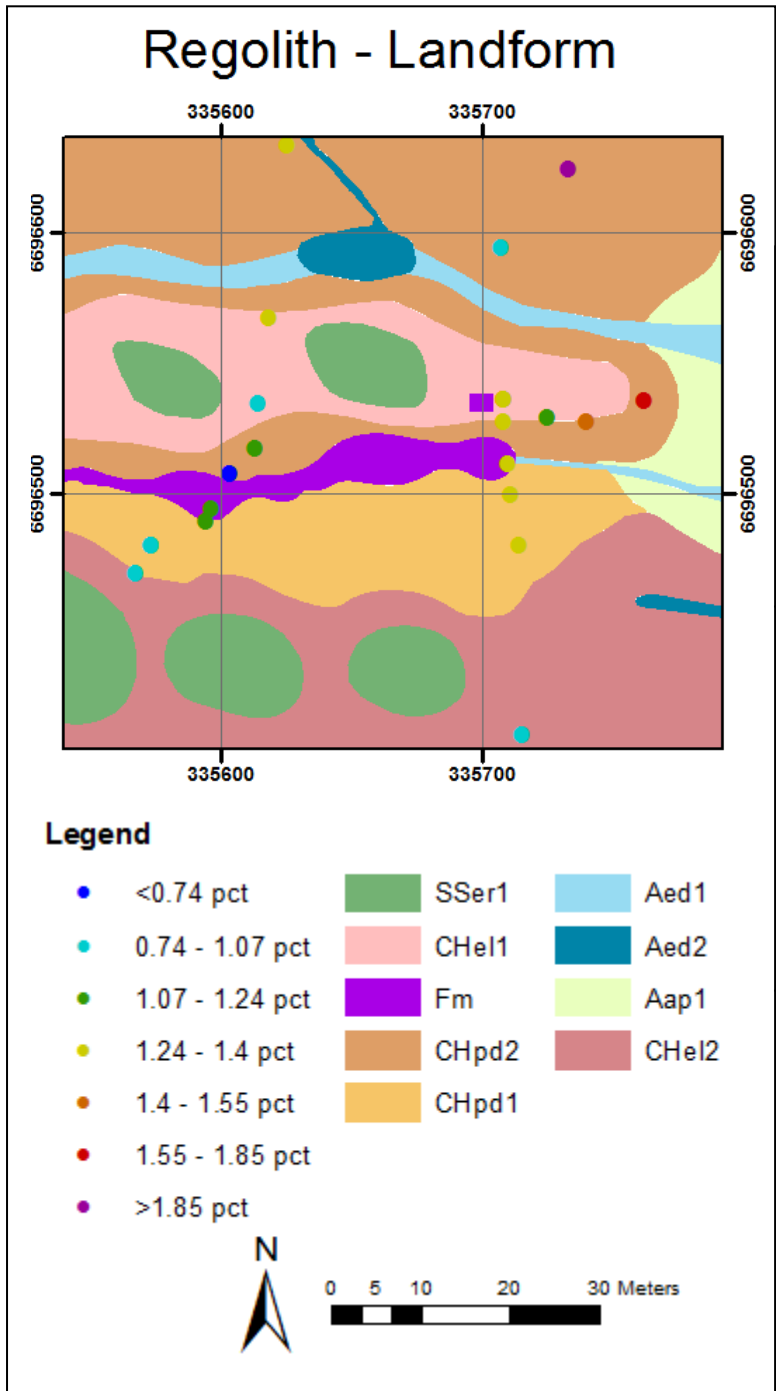 Regolith - Landform
335600 335700
6696600 6696600
6696500 6696500
335600 335700
Legend
<0.74 pct SSer1 Aed1
0.74 - 1.07 pct CHel1 Aed2
1.07 - 1.24 pct Fm Aap1
1.24 - 1.4 pct CHpd2 CHel2
1.4 - 1.55 pct CHpd1
1.55 - 1.85 pct
>1.85 pct
N
0 5 10 20 30 Meters